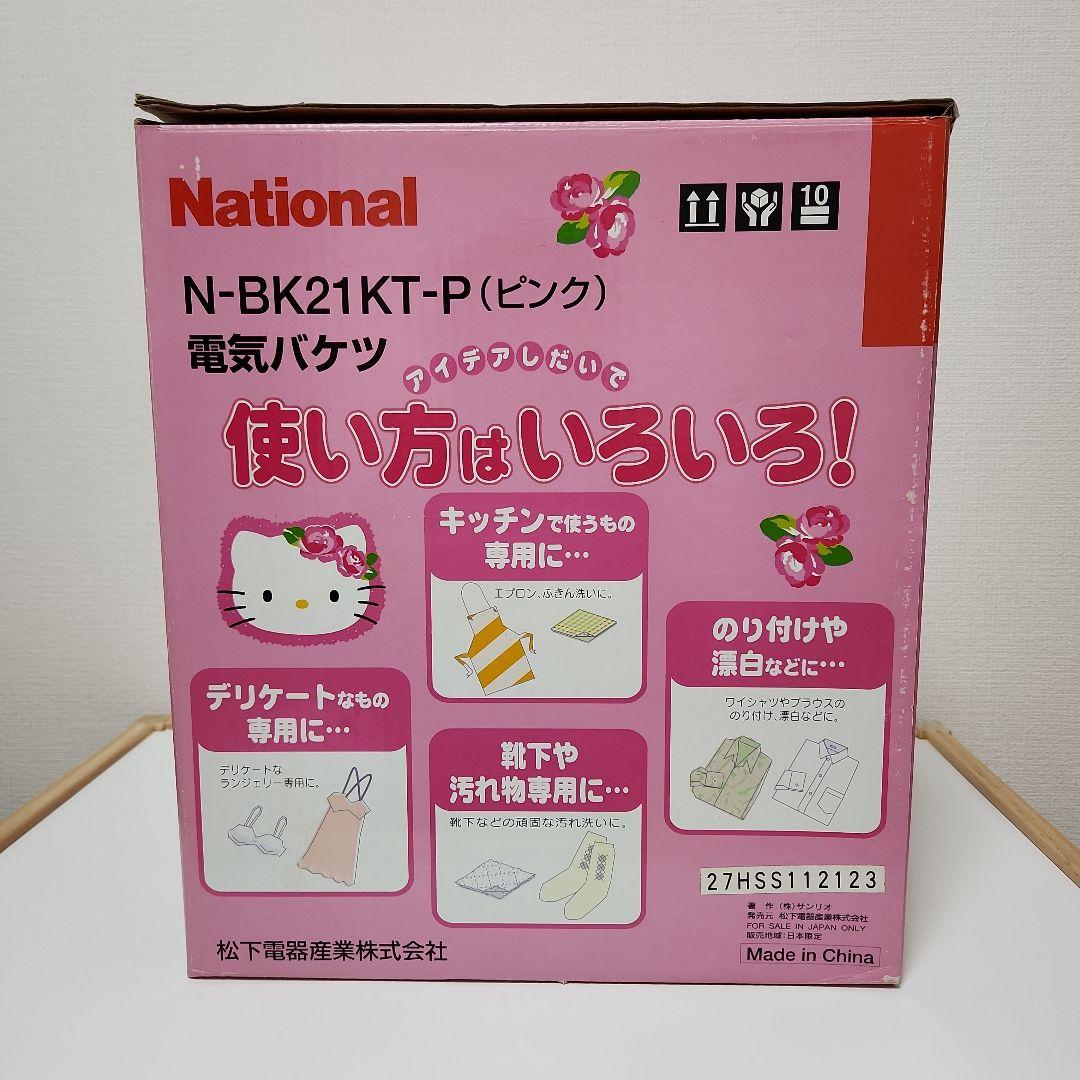 National
10
N-BK21KT-P(ピンク)
電気バケツ
アイデアしだいで
使い方はいろいろ!
キッチンで使うもの
専用に…
エプロン、ふきん洗いに。
のり付けや
漂白などに…
ワイシャツやブラウスの
のり付け、漂白などに。
デリケートなもの
専用に…
デリケートな
ランジェリー専用に。
靴下や
汚れ物専用に…
靴下などの頑固な汚れ洗いに。
27HSS112123
著 作 (株)サンリオ
発売元 松下電器産業株式会社
FOR SALE IN JAPAN ONLY
販売地域:日本限定
Made in China
松下電器産業株式会社